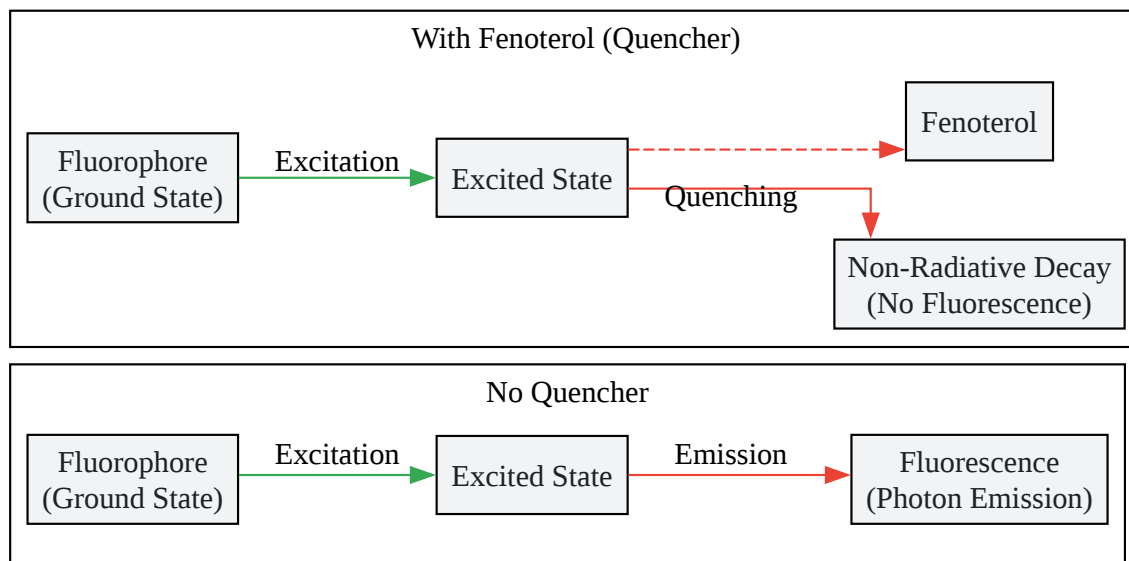 With Fenoterol (Quencher)
Fenoterol
Fluorophore
(Ground State)
Excitation
Excited State
Quenching
Non-Radiative Decay
(No Fluorescence)
No Quencher
Fluorophore
(Ground State)
Excitation
Excited State
Emission
Fluorescence
(Photon Emission)